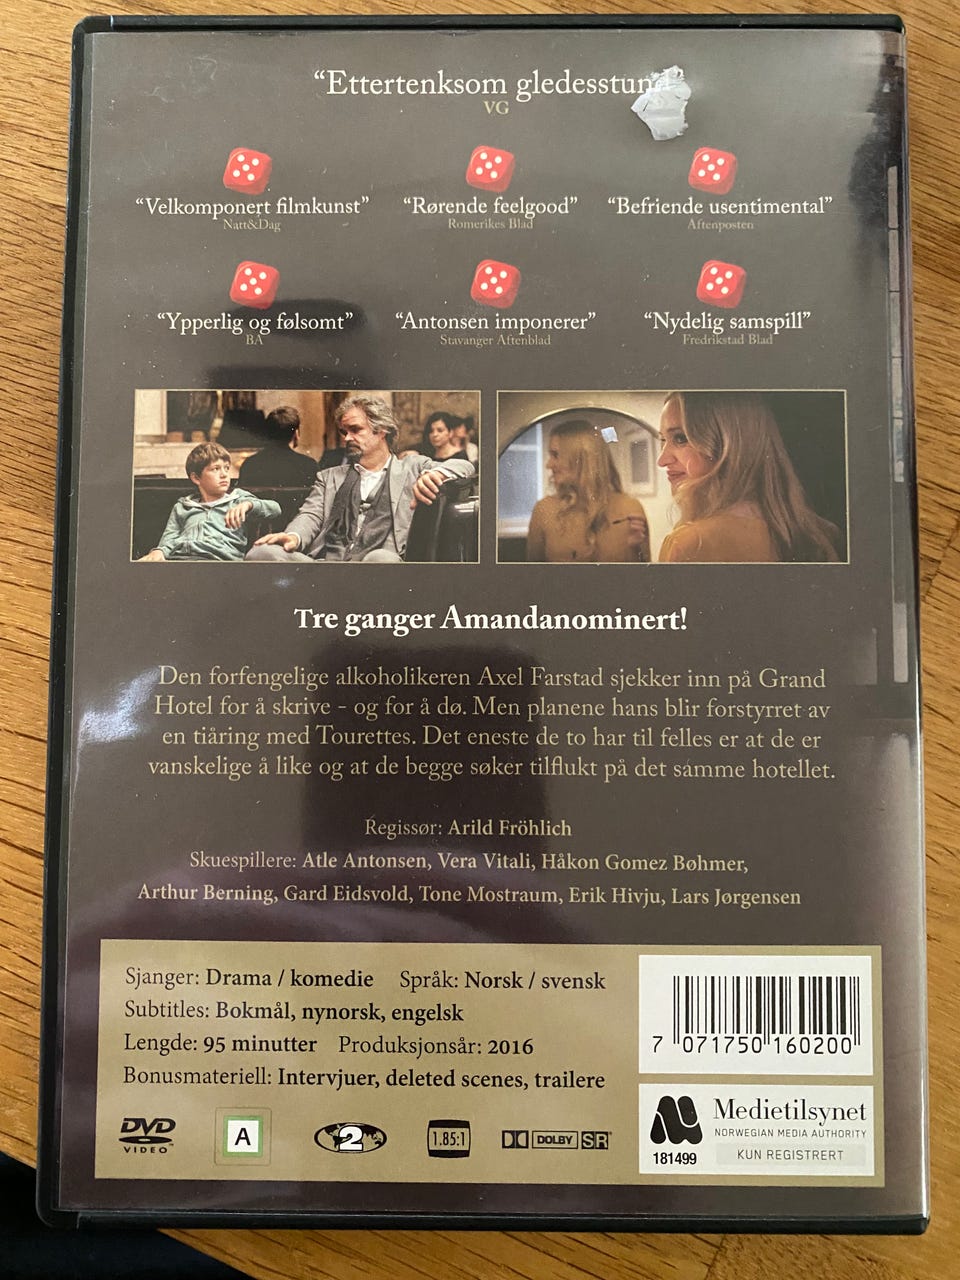 “Ettertenksom gledesstund”
VG
“Velkomponert filmkunst”
Natt&Dag
“Rørende feelgood”
Romerikes Blad
“Befriende usentimental”
Aftenposten
“Ypperlig og følsomt”
BA
“Antonsen imponerer”
Stavanger Aftenblad
“Nydelig samspill”
Fredrikstad Blad
Tre ganger Amandanominert!
Den forfengelige alkoholikeren Axel Farstad sjekker inn på Grand
Hotel for å skrive - og for å dø. Men planene hans blir forstyrret av
en tiåring med Tourettes. Det eneste de to har til felles er at de er
vanskelige å like og at de begge søker tilflukt på det samme hotellet.
Regissør: Arild Fröhlich
Skuespillere: Atle Antonsen, Vera Vitali, Håkon Gomez Bøhmer,
Arthur Berning, Gard Eidsvold, Tone Mostraum, Erik Hivju, Lars Jørgensen
Sjanger: Drama / komedie Språk: Norsk / svensk
Subtitles: Bokmål, nynorsk, engelsk
Lengde: 95 minutter Produksjonsår: 2016
Bonusmateriell: Intervjuer, deleted scenes, trailere
DVD
VIDEO
A
2
1.85:1
DOLBY SR
7 071750 160200
Medietilsynet
NORWEGIAN MEDIA AUTHORITY
181499
KUN REGISTRERT